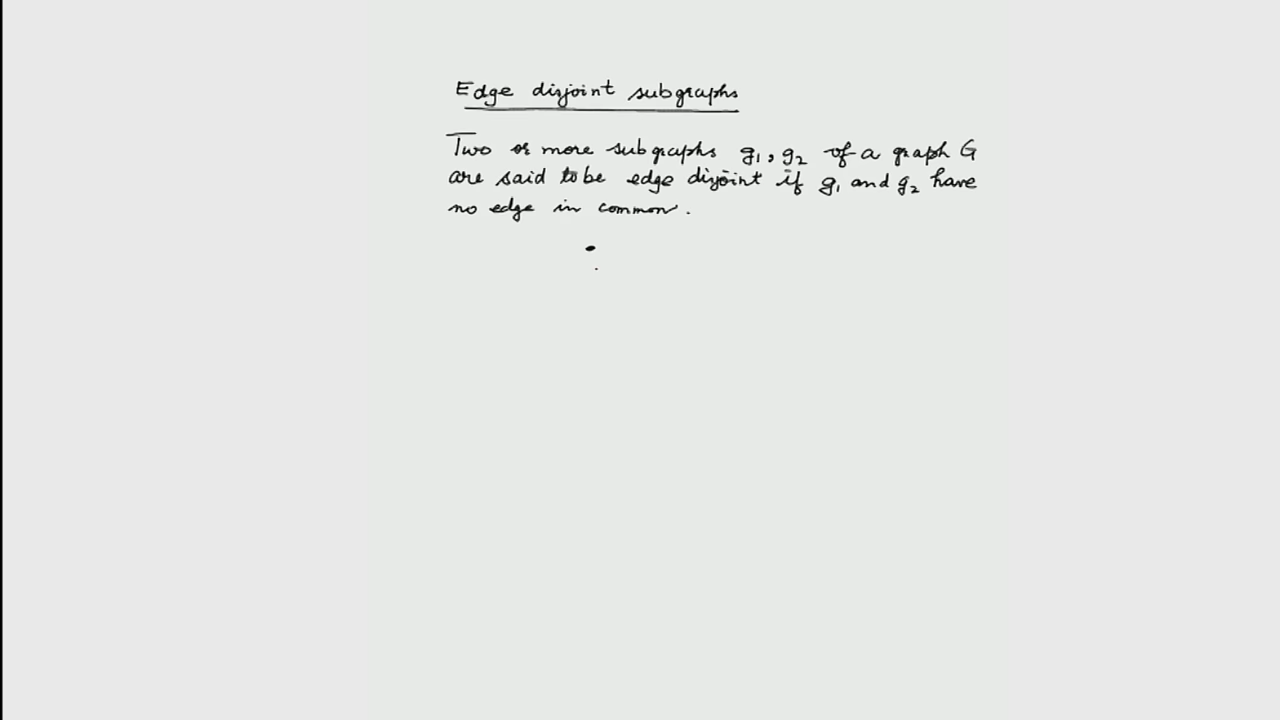 Edge disjoint subgraphs
Two or more subgraphs g₁, g₂ of a graph G
are said to be edge disjoint if g₁ and g₂ have
no edge in common.